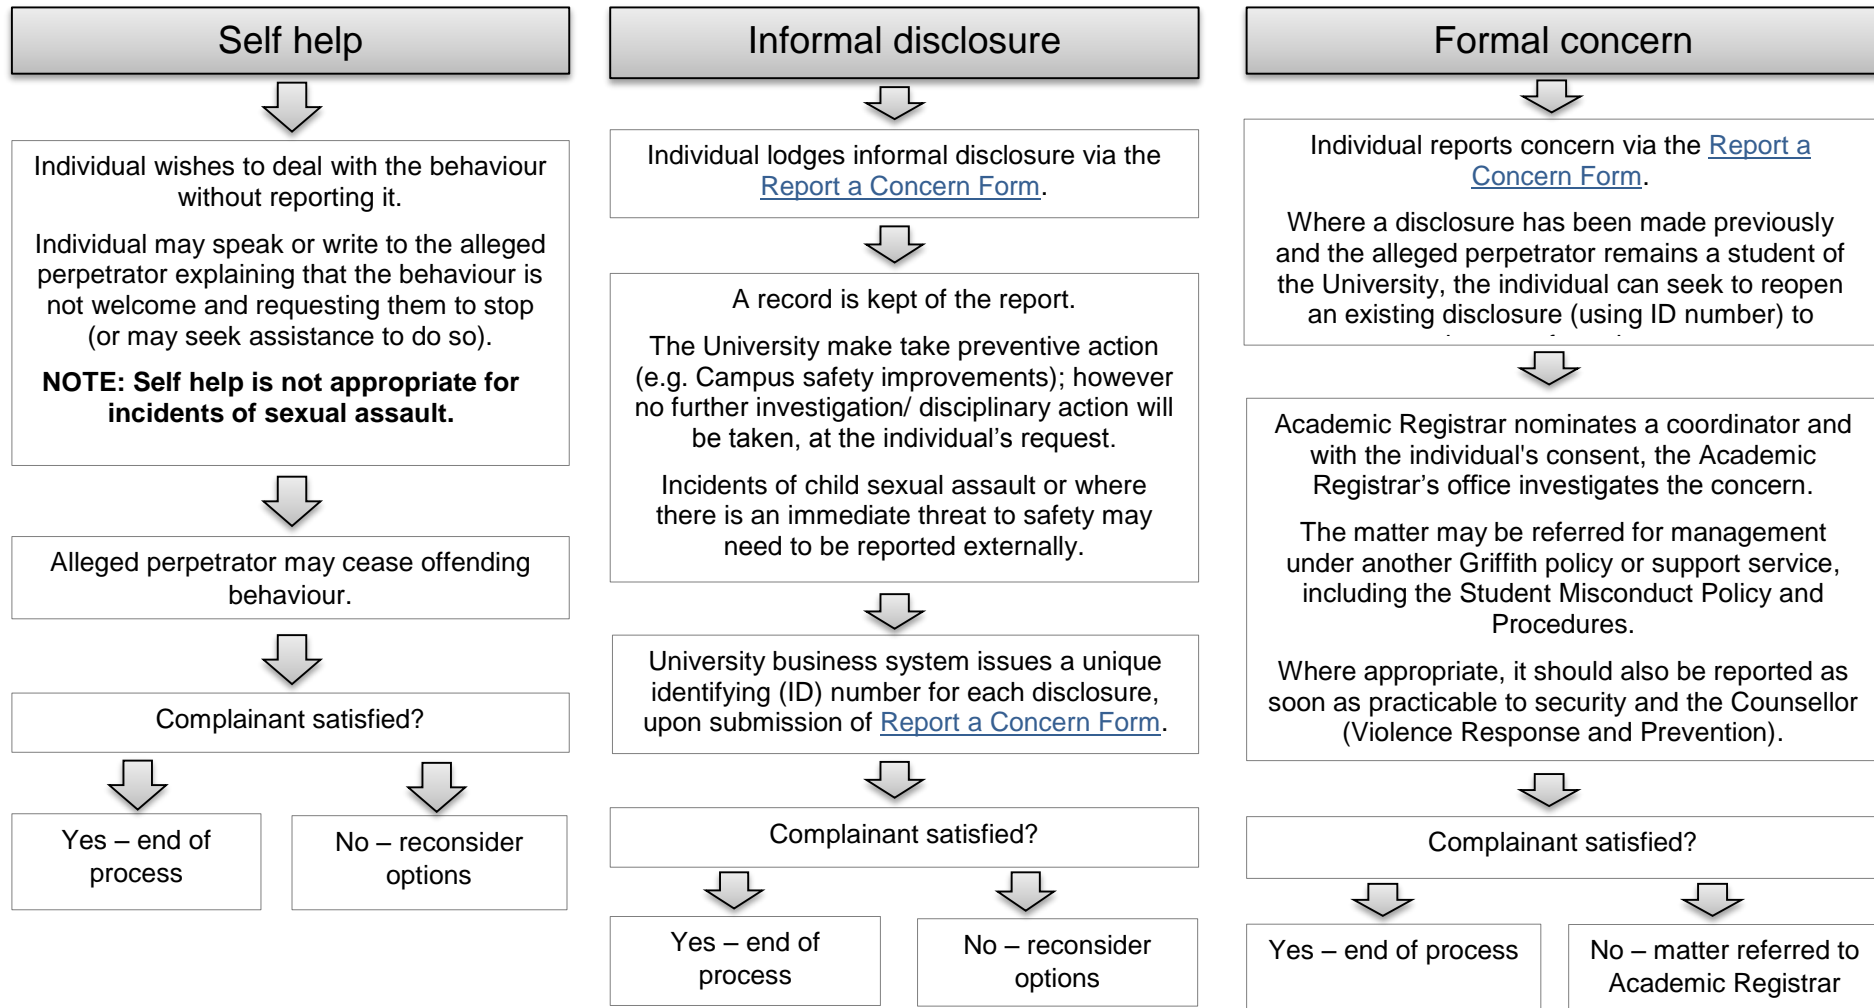 Self help
Individual wishes to deal with the behaviour
without reporting it.
Individual may speak or write to the alleged
perpetrator explaining that the behaviour is
not welcome and requesting them to stop
(or may seek assistance to do so).
NOTE: Self help is not appropriate for
incidents of sexual assault.
Alleged perpetrator may cease offending
behaviour.
Complainant satisfied?
Yes – end of
process
No – reconsider
options
Informal disclosure
Individual lodges informal disclosure via the
Report a Concern Form.
A record is kept of the report.
The University make take preventive action
(e.g. Campus safety improvements); however
no further investigation/ disciplinary action will
be taken, at the individual’s request.
Incidents of child sexual assault or where
there is an immediate threat to safety may
need to be reported externally.
University business system issues a unique
identifying (ID) number for each disclosure,
upon submission of Report a Concern Form.
Complainant satisfied?
Yes – end of
process
No – reconsider
options
Formal concern
Individual reports concern via the Report a
Concern Form.
Where a disclosure has been made previously
and the alleged perpetrator remains a student of
the University, the individual can seek to reopen
an existing disclosure (using ID number) to
Academic Registrar nominates a coordinator and
with the individual's consent, the Academic
Registrar’s office investigates the concern.
The matter may be referred for management
under another Griffith policy or support service,
including the Student Misconduct Policy and
Procedures.
Where appropriate, it should also be reported as
soon as practicable to security and the Counsellor
(Violence Response and Prevention).
Complainant satisfied?
Yes – end of process
No – matter referred to
Academic Registrar